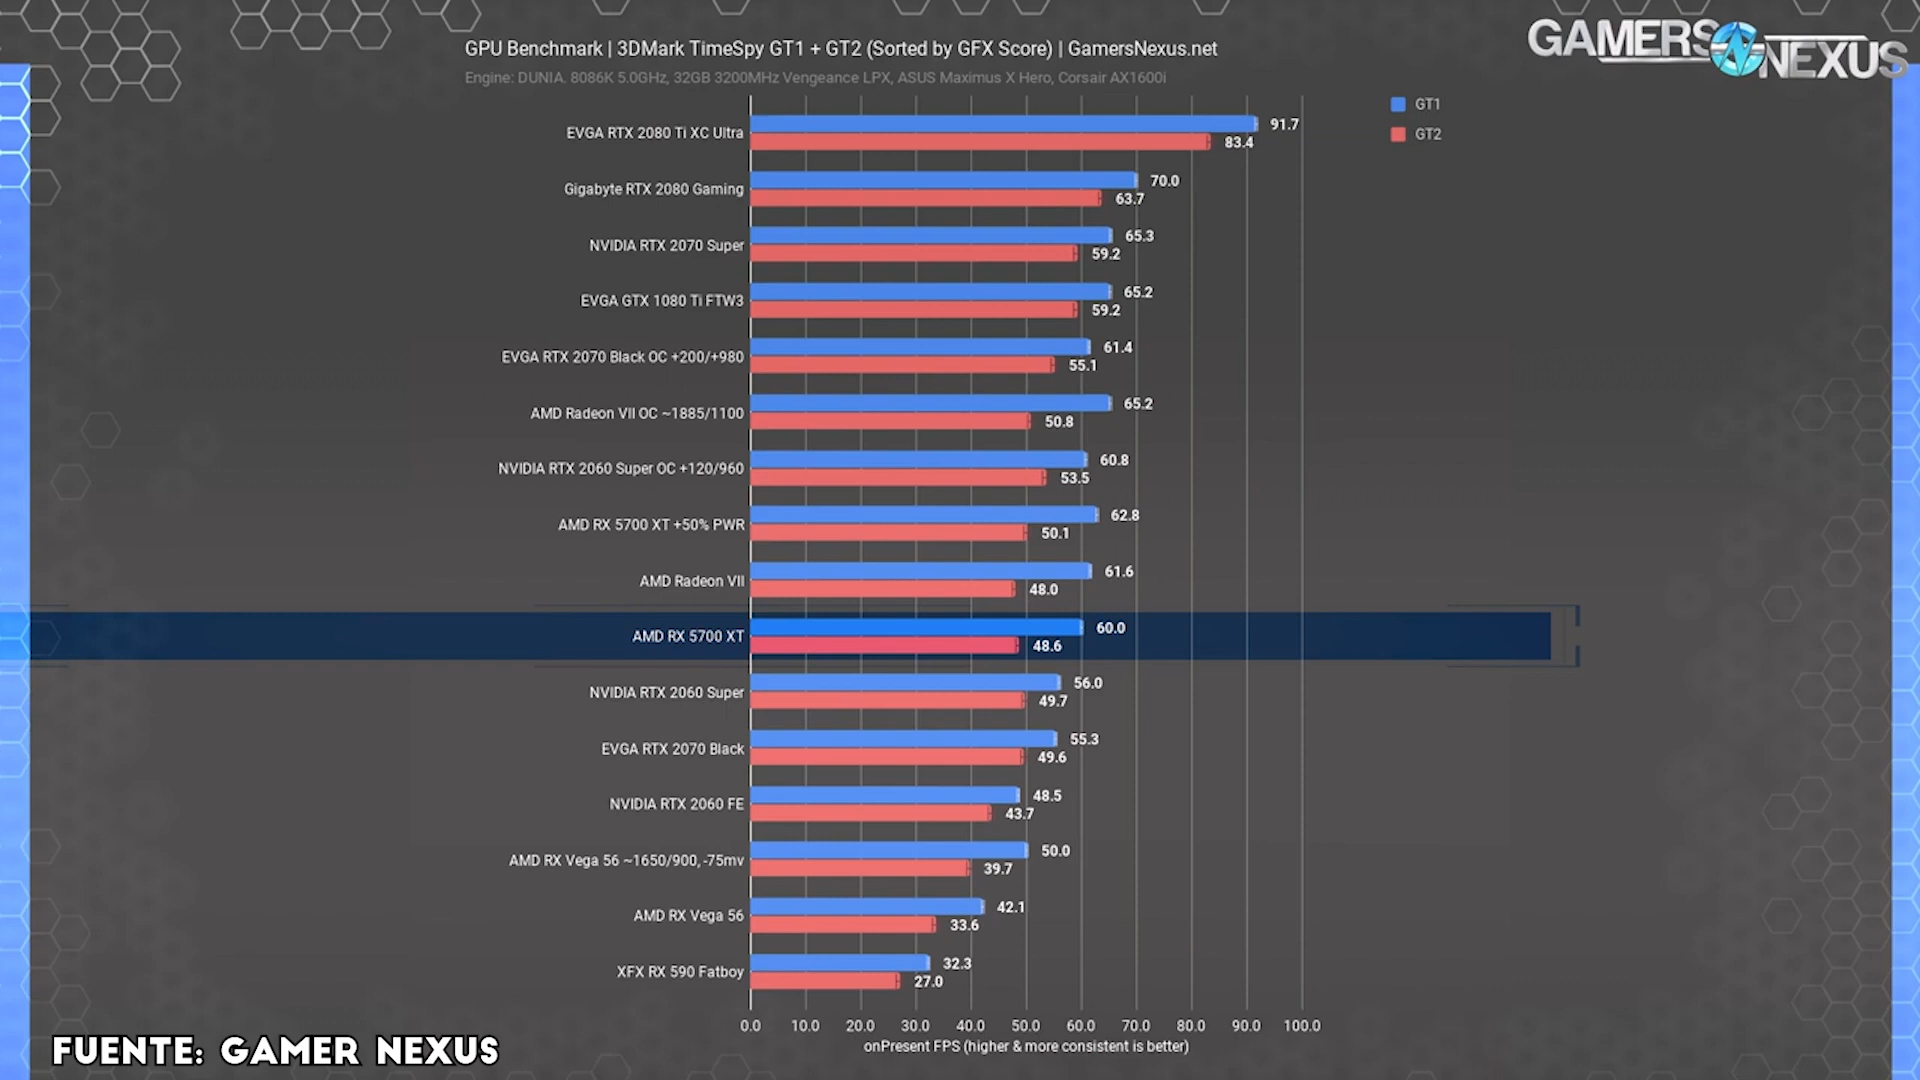 GAMERS NEXUS
GPU Benchmark | 3DMark TimeSpy GT1 + GT2 (Sorted by GFX Score) | GamersNexus.net
Engine: DUNIA. 8086K 5.0GHz, 32GB 3200MHz Vengeance LPX, ASUS Maximus X Hero, Corsair AX1600i
GT1
GT2
EVGA RTX 2080 Ti XC Ultra 91.7 83.4
Gigabyte RTX 2080 Gaming 70.0 63.7
NVIDIA RTX 2070 Super 65.3 59.2
EVGA GTX 1080 Ti FTW3 65.2 59.2
EVGA RTX 2070 Black OC +200/+980 61.4 55.1
AMD Radeon VII OC ~1885/1100 65.2 50.8
NVIDIA RTX 2060 Super OC +120/960 60.8 53.5
AMD RX 5700 XT +50% PWR 62.8 50.1
AMD Radeon VII 61.6 48.0
AMD RX 5700 XT 60.0 48.6
NVIDIA RTX 2060 Super 56.0 49.7
EVGA RTX 2070 Black 55.3 49.6
NVIDIA RTX 2060 FE 48.5 43.7
AMD RX Vega 56 ~1650/900, -75mv 50.0 39.7
AMD RX Vega 56 42.1 33.6
XFX RX 590 Fatboy 32.3 27.0
0.0 10.0 20.0 30.0 40.0 50.0 60.0 70.0 80.0 90.0 100.0
onPresent FPS (higher & more consistent is better)
FUENTE: GAMER NEXUS